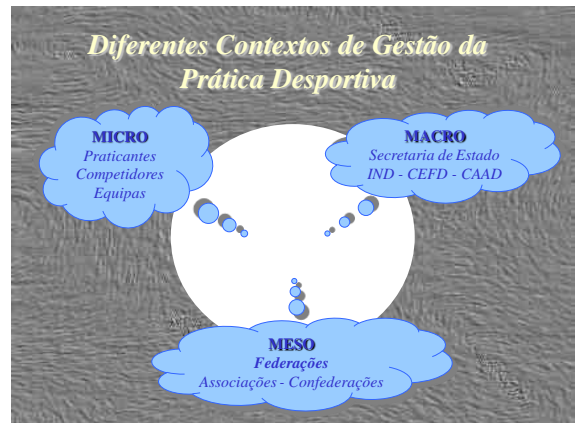 Diferentes Contextos de Gestão da
Prática Desportiva
MICRO
Praticantes
Competidores
Equipas
MACRO
Secretaria de Estado
IND - CEFD - CAAD
MESO
Federações
Associações - Confederações